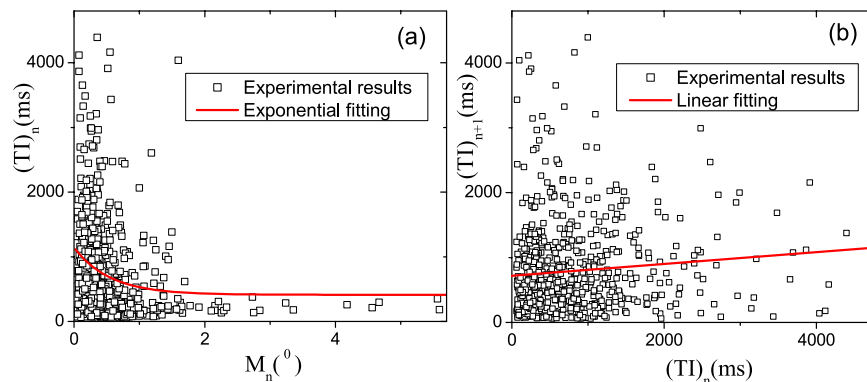 (a)
(TI)n(ms)
4000
2000
0
Experimental results
Exponential fitting
0 2 4
Mn(0)
(b)
(TI)n+1(ms)
4000
2000
0
Experimental results
Linear fitting
0 2000 4000
(TI)n(ms)